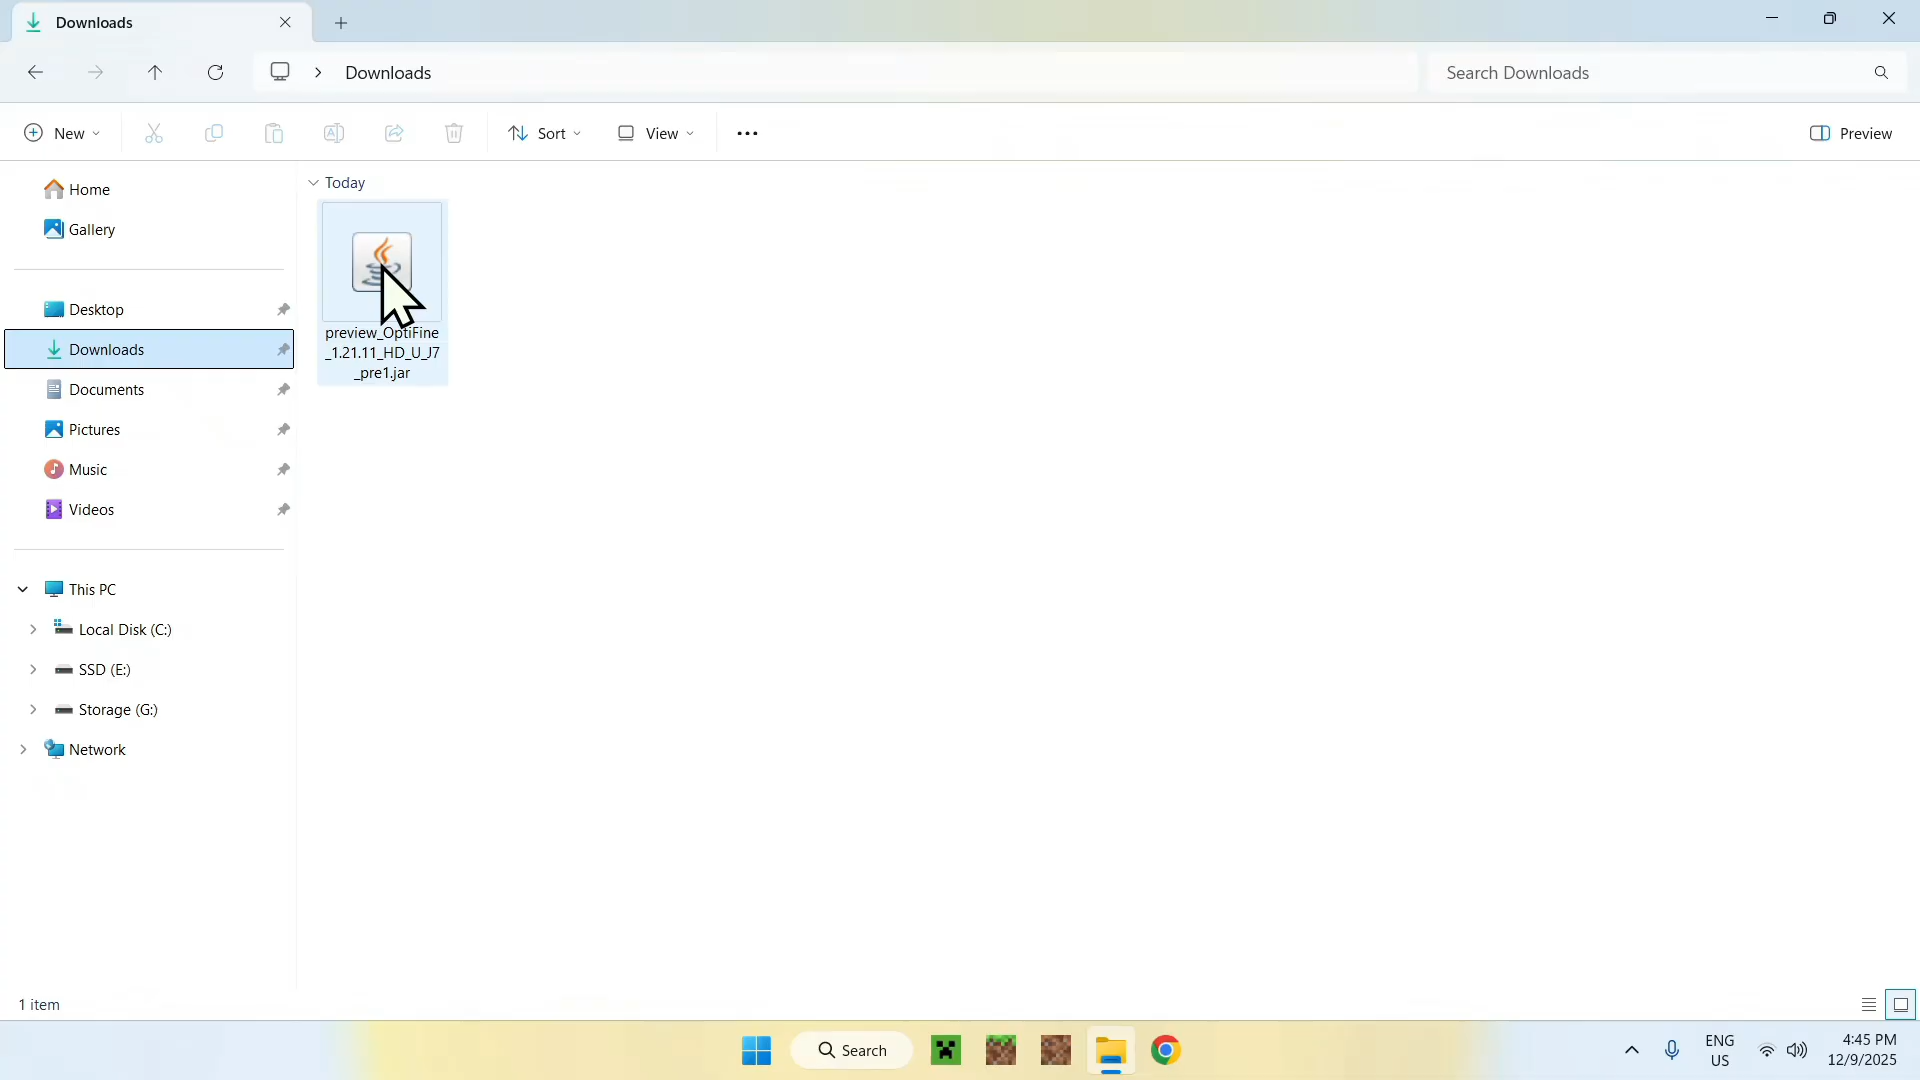 Downloads
Downloads
Search Downloads
New
Sort
View
Preview
Home
Gallery
Desktop
Downloads
Documents
Pictures
Music
Videos
This PC
Local Disk (C:)
SSD (E:)
Storage (G:)
Network
Today
preview_OptiFine
_1.21.11_HD_U_J7
_pre1.jar
1 item
Search
ENG
US
4:45 PM
12/9/2025